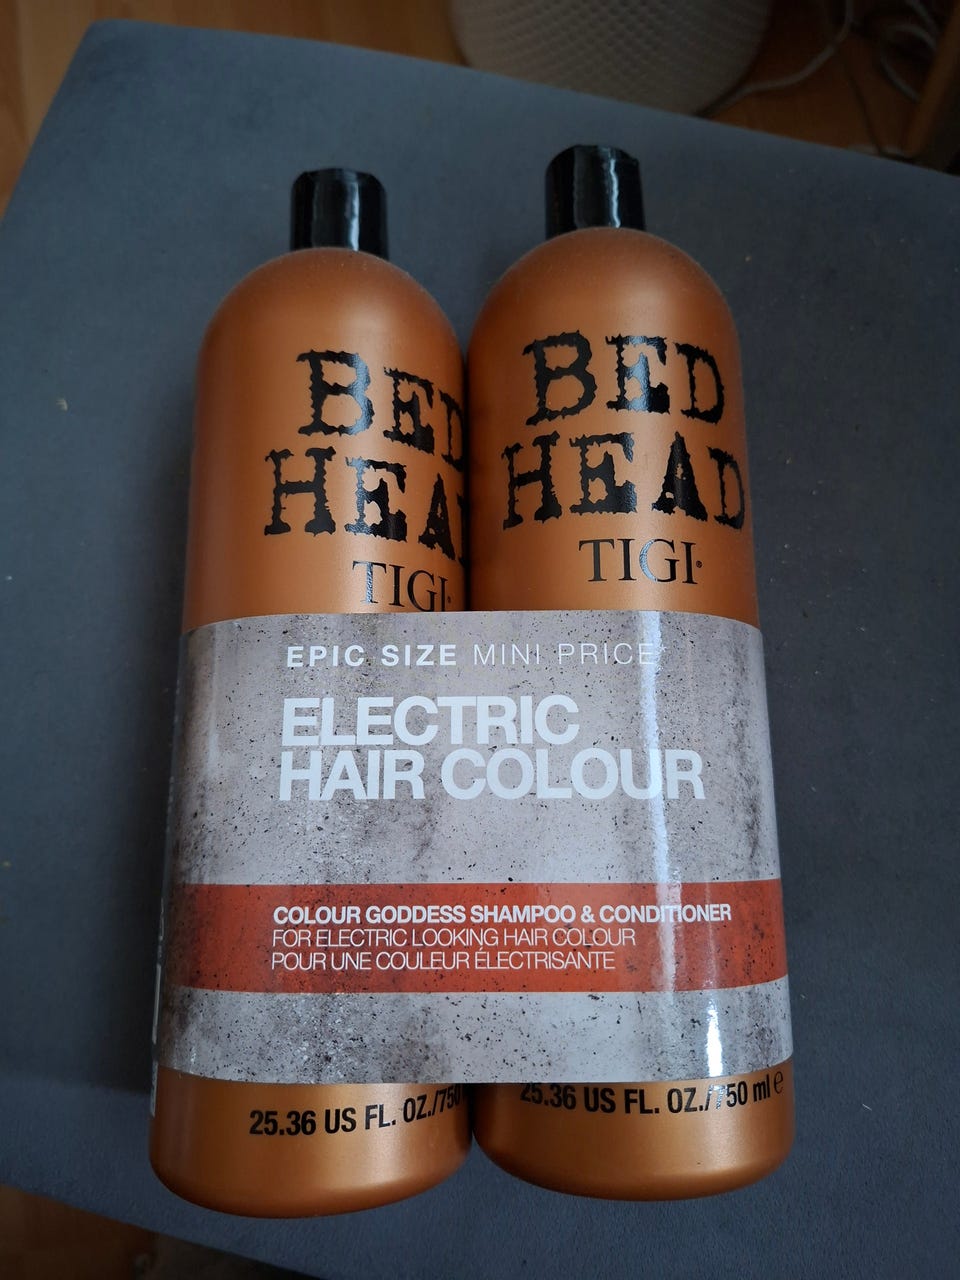 BED
HEAD
TIGI
BED
HEAD
TIGI
EPIC SIZE MINI PRICE*
ELECTRIC
HAIR COLOUR
COLOUR GODDESS SHAMPOO & CONDITIONER
FOR ELECTRIC LOOKING HAIR COLOUR
POUR UNE COULEUR ÉLECTRISANTE
25.36 US FL. OZ./750
25.36 US FL. OZ./750 ml ℮